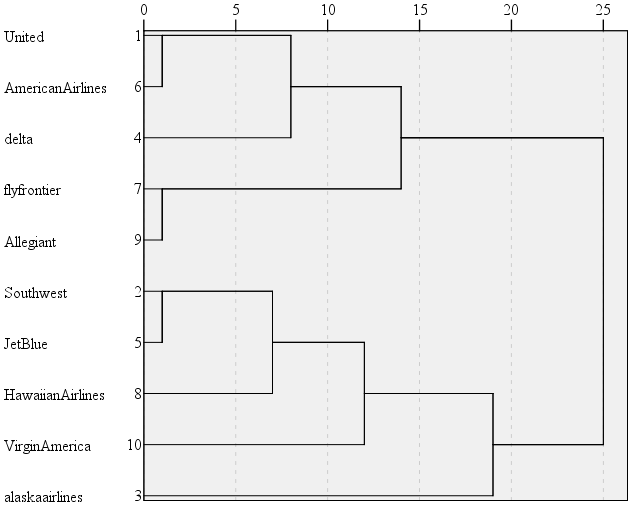 0 5 10 15 20 25
United 1
AmericanAirlines 6
delta 4
flyfrontier 7
Allegiant 9
Southwest 2
JetBlue 5
HawaiianAirlines 8
VirginAmerica 10
alaskaairlines 3